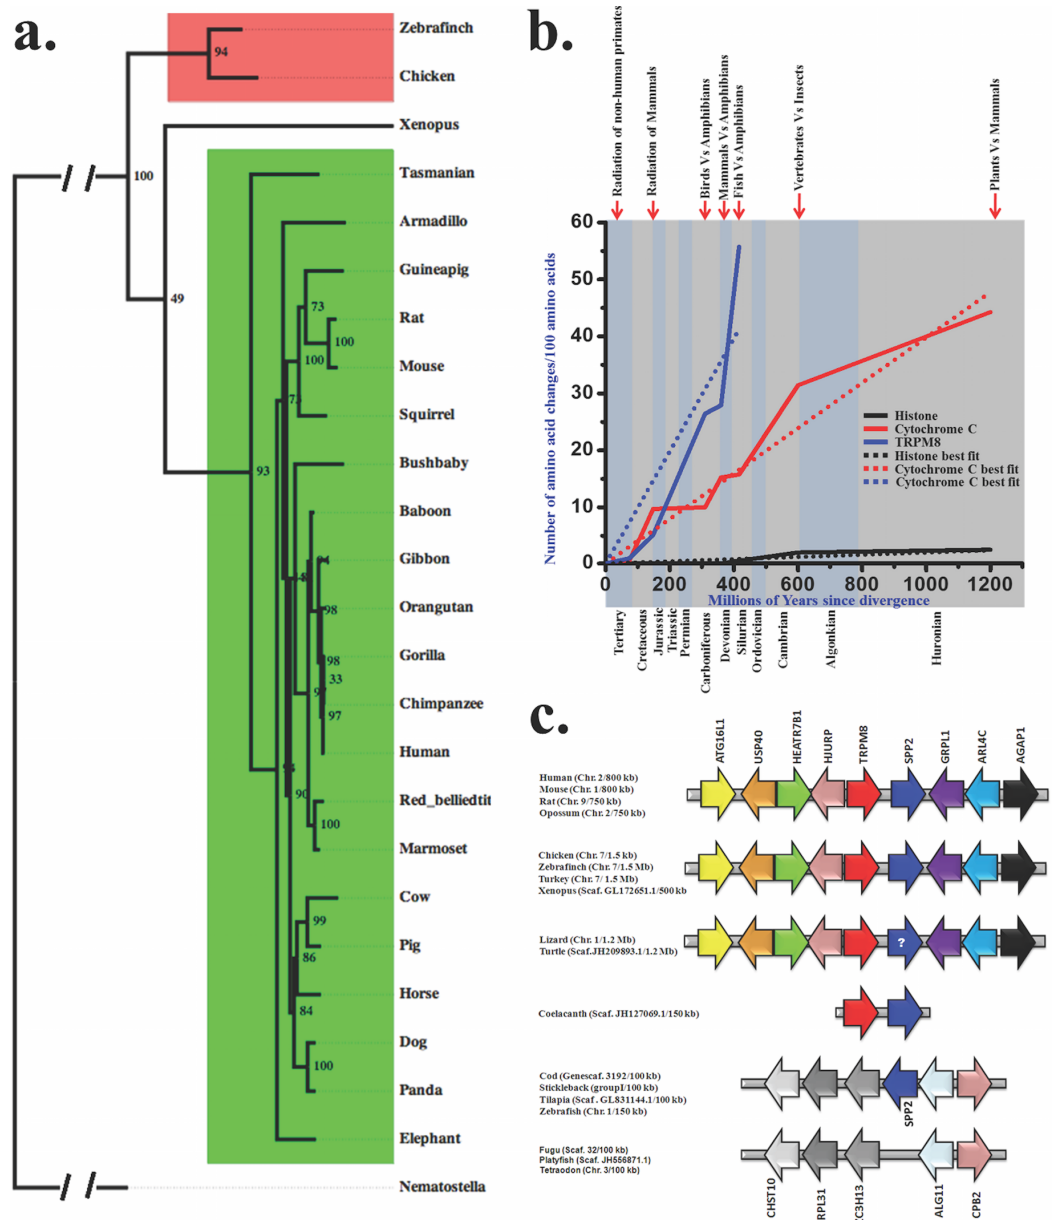 a.
Zebrafinch
94
Chicken
Xenopus
100
Tasmanian
Armadillo
Guineapig
73
Rat
100
100
Mouse
73
Squirrel
49
Bushbaby
93
Baboon
Gibbon
Orangutan
98
Gorilla
98
33
Chimpanzee
97
Human
90
Red_belliedtit
100
Marmoset
Cow
99
Pig
86
Horse
84
Dog
100
Panda
Elephant
Nematostella
b.
Radiation of non-human primates
Radiation of Mammals
Birds Vs Amphibians
Mammals Vs Amphibians
Fish Vs Amphibians
Vertebrates Vs Insects
Plants Vs Mammals
Number of amino acid changes/100 amino acids
60
50
40
30
20
10
0
Histone
Cytochrome C
TRPM8
Histone best fit
Cytochrome C best fit
Cytochrome C best fit
0 200 400 600 800 1000 1200
Millions of Years since divergence
Tertiary
Cretaceous
Jurassic
Triassic
Permian
Carboniferous
Devonian
Silurian
Ordovician
Cambrian
Algonkian
Huronian
c.
ATG16L1
USP40
HEATR7B1
HJURP
TRPM8
SPP2
GRPL1
ARL4C
AGAP1
Human (Chr. 2/800 kb)
Mouse (Chr. 1/800 kb)
Rat (Chr. 9/750 kb)
Opossum (Chr. 2/750 kb)
Chicken (Chr. 7/1.5 kb)
Zebrafinch (Chr. 7/1.5 Mb)
Turkey (Chr. 7/ 1.5 Mb)
Xenopus (Scaf. GL172651.1/500 kb
Lizard (Chr. 1/1.2 Mb)
Turtle (Scaf.JH209893.1/1.2 Mb)
?
Coelacanth (Scaf. JH127069.1/150 kb)
Cod (Genescaf. 3192/100 kb)
Stickleback (groupI/100 kb)
Tilapia (Scaf . GL831144.1/100 kb)
Zebrafish (Chr. 1/150 kb)
SPP2
Fugu (Scaf. 32/100 kb)
Platyfish (Scaf. JH556871.1)
Tetraodon (Chr. 3/100 kb)
CHST10
RPL31
C3H13
ALG11
CPB2